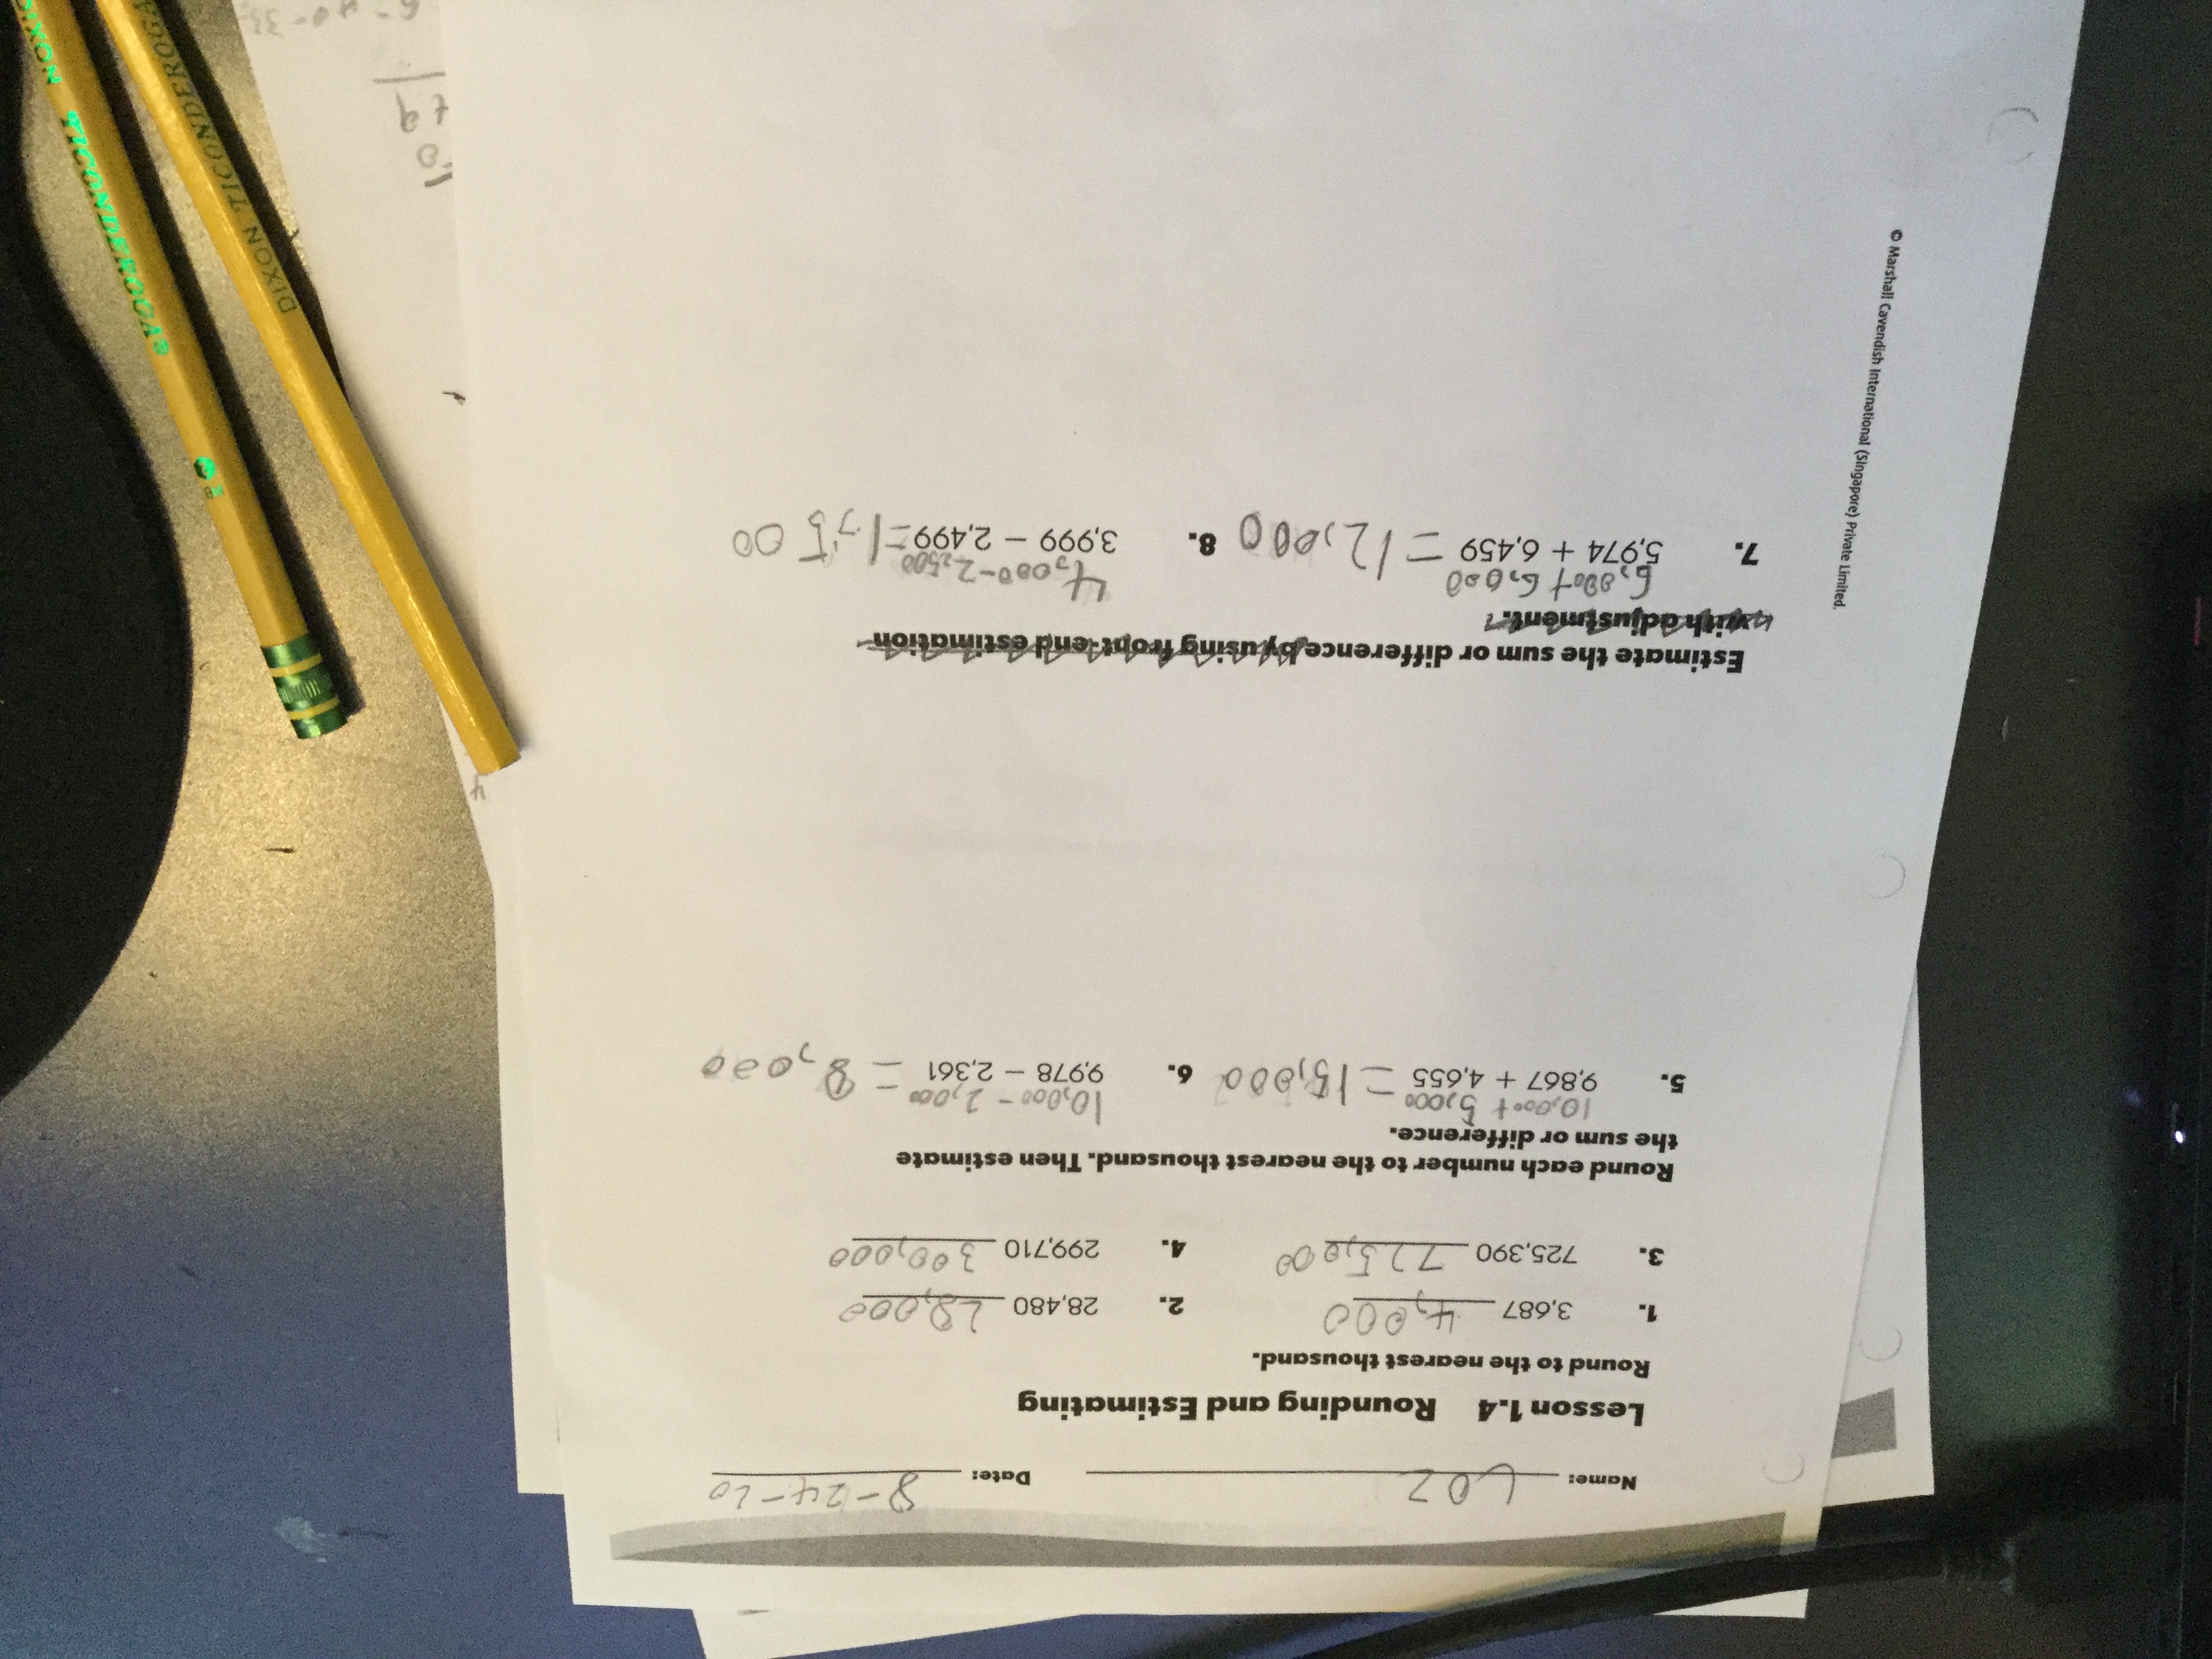 Name: LOZ Date: 8-24-20
Lesson 1.4 Rounding and Estimating
Round to the nearest thousand.
1. 3,687 4,000 2. 28,480 28,000
3. 725,390 725,000 4. 299,710 300,000
Round each number to the nearest thousand. Then estimate
the sum or difference.
10,000 + 5,000 10,000 - 2,000
5. 9,867 + 4,655 = 15,000 6. 9,978 − 2,361 = 8,000
Estimate the sum or difference by using front-end estimation
with adjustment.
6,000 + 6,000 4,000 - 2,500
7. 5,974 + 6,459 = 12,000 8. 3,999 − 2,499 = 1,500
© Marshall Cavendish International (Singapore) Private Limited.
4
+9
DIXON TICONDEROGA
TICONDEROGA